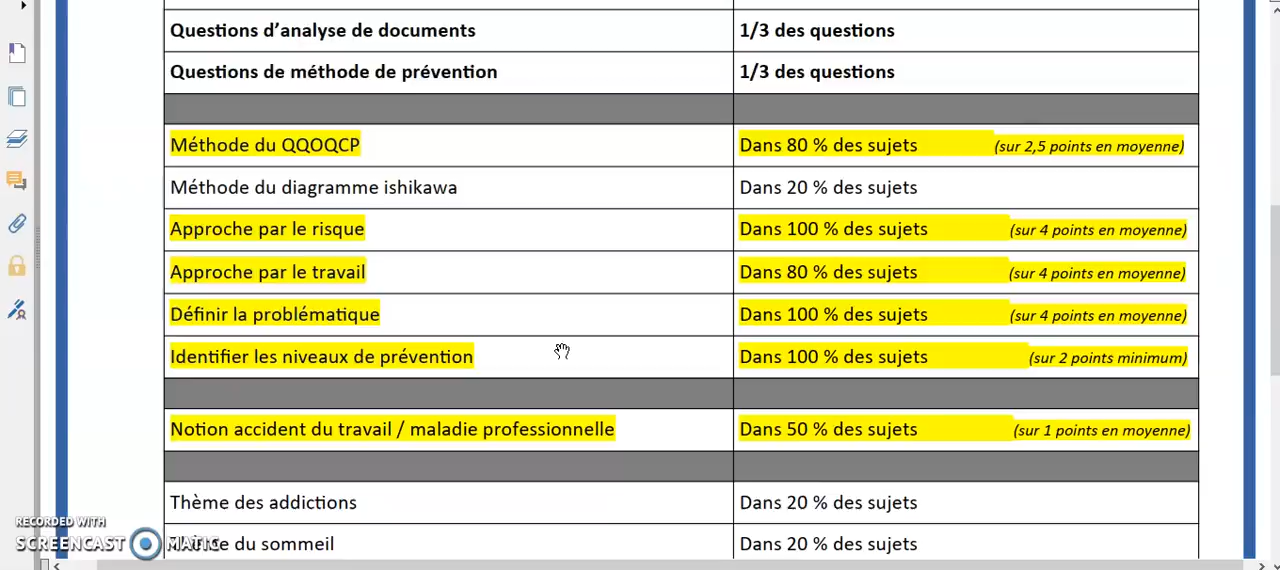 Questions d’analyse de documents 1/3 des questions
Questions de méthode de prévention 1/3 des questions
Méthode du QQOQCP Dans 80 % des sujets (sur 2,5 points en moyenne)
Méthode du diagramme ishikawa Dans 20 % des sujets
Approche par le risque Dans 100 % des sujets (sur 4 points en moyenne)
Approche par le travail Dans 80 % des sujets (sur 4 points en moyenne)
Définir la problématique Dans 100 % des sujets (sur 4 points en moyenne)
Identifier les niveaux de prévention Dans 100 % des sujets (sur 2 points minimum)
Notion accident du travail / maladie professionnelle Dans 50 % des sujets (sur 1 points en moyenne)
Thème des addictions Dans 20 % des sujets
RECORDED WITH
SCREENCAST MATIC
du sommeil Dans 20 % des sujets